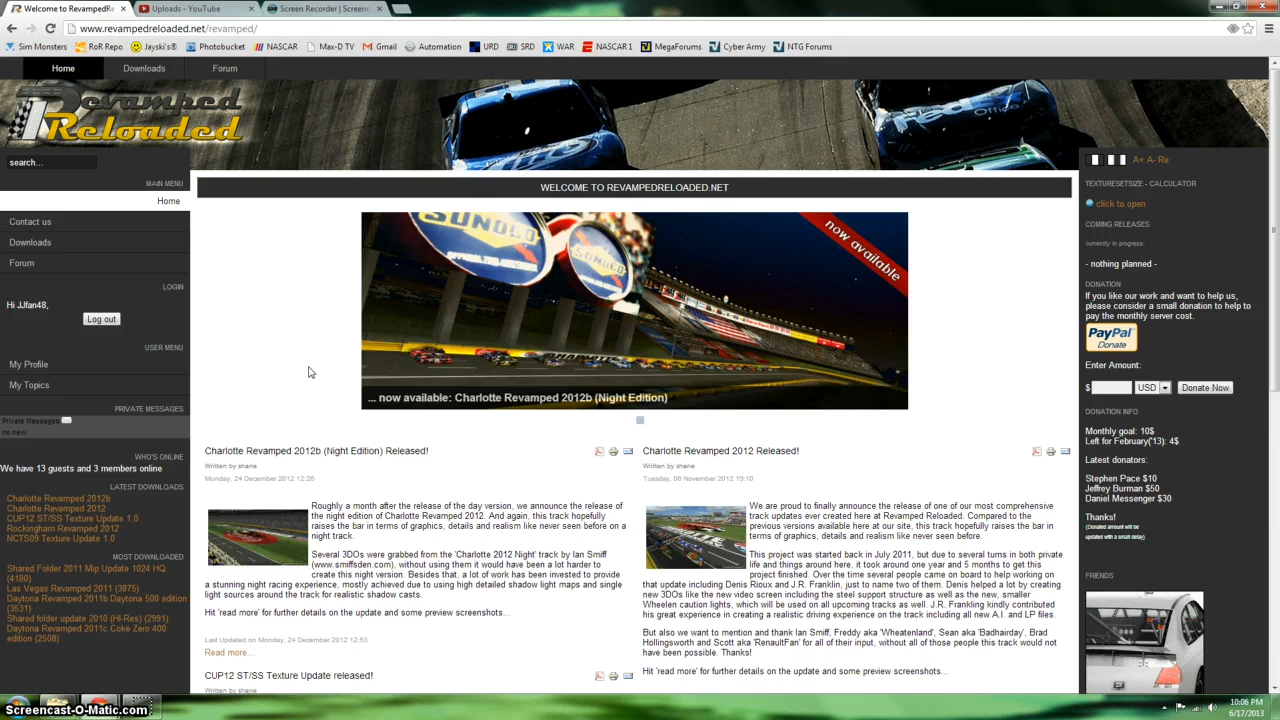 Welcome to RevampedRe
Uploads - YouTube
Screen Recorder | Screenc
www.revampedreloaded.net/revamped/
Sim Monsters
RoR Repo
Jayski's®
Photobucket
NASCAR
Max-D TV
Gmail
Automation
URD
SRD
WAR
NASCAR 1
MegaForums
Cyber Army
NTG Forums
Home
Downloads
Forum
Revamped
Reloaded
search...
MAIN MENU
Home
Contact us
Downloads
Forum
LOGIN
Hi JJfan48,
Log out
USER MENU
My Profile
My Topics
PRIVATE MESSAGES
Private Messages
no new
WHO'S ONLINE
We have 13 guests and 3 members online
LATEST DOWNLOADS
Charlotte Revamped 2012b
Charlotte Revamped 2012
CUP12 ST/SS Texture Update 1.0
Rockingham Revamped 2012
NCTS09 Texture Update 1.0
MOST DOWNLOADED
Shared Folder 2011 Mip Update 1024 HQ
(4180)
Las Vegas Revamped 2011 (3875)
Daytona Revamped 2011b Daytona 500 edition
(3531)
Shared folder update 2010 (HI-Res) (2991)
Daytona Revamped 2011c Coke Zero 400
edition (2508)
WELCOME TO REVAMPEDRELOADED.NET
SUNOCO
SUNOCO
now available
CHARLOTTE
... now available: Charlotte Revamped 2012b (Night Edition)
Charlotte Revamped 2012b (Night Edition) Released!
Written by shane
Monday, 24 December 2012 12:26
Roughly a month after the release of the day version, we announce the release of
the night edition of Charlotte Revamped 2012. And again, this track hopefully
raises the bar in terms of graphics, details and realism like never seen before on a
night track.
Several 3DOs were grabbed from the 'Charlotte 2012 Night' track by Ian Smiff
(www.smiffsden.com), without using them it would have been a lot harder to
create this night version. Besides that, a lot of work has been invested to provide
a stunning night racing experience, mostly achieved due to using high detailed shadow light maps and single
light sources around the track for realistic shadow casts.
Hit 'read more' for further details on the update and some preview screenshots...
Last Updated on Monday, 24 December 2012 12:53
Read more...
CUP12 ST/SS Texture Update released!
Written by shane
Charlotte Revamped 2012 Released!
Written by shane
Tuesday, 06 November 2012 19:10
We are proud to finally announce the release of one of our most comprehensive
track updates ever created here at Revamped Reloaded. Compared to the
previous versions available here at our site, this track hopefully raises the bar in
terms of graphics, details and realism like never seen before.
This project was started back in July 2011, but due to several turns in both private
life and things around here, it took around one year and 5 months to get this
project finished. Over the time several people came on board to help working on
that update including Denis Rioux and J.R. Franklin, just to name two of them. Denis helped a lot by creating
new 3DOs like the new video screen including the steel support structure as well as the new, smaller
Wheelen caution lights, which will be used on all upcoming tracks as well. J.R. Frankling kindly contributed
his great experience in creating a realistic driving experience including all new A.I. and LP files.
But also we want to mention and thank Ian Smiff, Freddy aka 'Wheatenland', Sean aka 'Badhairday', Brad
Hollingsworth and Scott aka 'RenaultFan' for all of their input, without all of those people this track would not
have been possible. Thanks!
Hit 'read more' for further details on the update and some preview screenshots...
A+ A- Re
TEXTURESETSIZE - CALCULATOR
click to open
COMING RELEASES
currently in progress:
- nothing planned -
DONATION
If you like our work and want to help us,
please consider a small donation to help to
pay the monthly server cost.
PayPal
Donate
Enter Amount:
$
USD
Donate Now
DONATION INFO
Monthly goal: 10$
Left for February('13): 4$
Latest donators:
Stephen Pace $10
Jeffrey Burman $50
Daniel Messenger $30
Thanks!
(Donated amount will be
updated with a small delay)
FRIENDS
Screencast-O-Matic.com
10:06 PM
6/17/2013